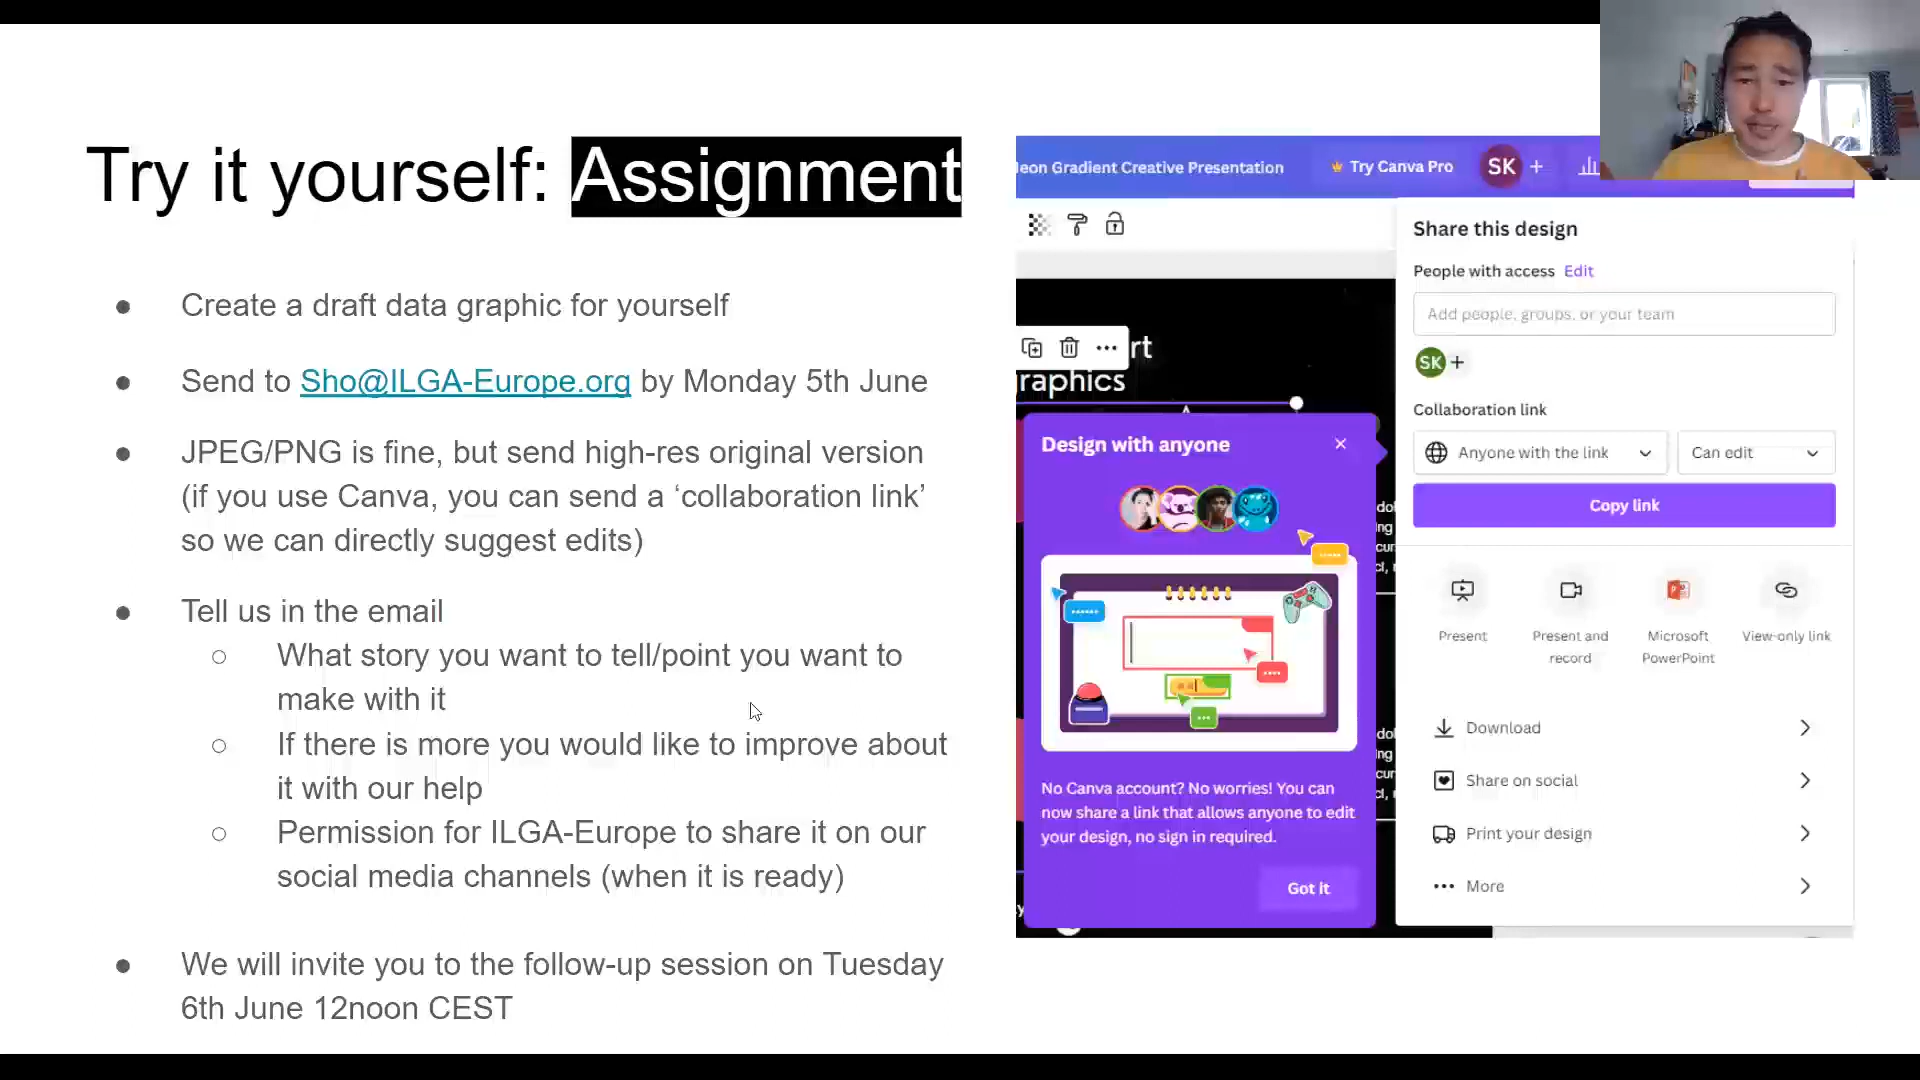 Try it yourself: Assignment
● Create a draft data graphic for yourself
● Send to Sho@ILGA-Europe.org by Monday 5th June
● JPEG/PNG is fine, but send high-res original version
(if you use Canva, you can send a ‘collaboration link’
so we can directly suggest edits)
● Tell us in the email
○ What story you want to tell/point you want to
make with it
○ If there is more you would like to improve about
it with our help
○ Permission for ILGA-Europe to share it on our
social media channels (when it is ready)
● We will invite you to the follow-up session on Tuesday
6th June 12noon CEST
eon Gradient Creative Presentation
Try Canva Pro
SK +
rt
raphics
Design with anyone
No Canva account? No worries! You can
now share a link that allows anyone to edit
your design, no sign in required.
Got it
Share this design
People with access Edit
Add people, groups, or your team
SK +
Collaboration link
Anyone with the link
Can edit
Copy link
Present
Present and
record
Microsoft
PowerPoint
View-only link
Download
Share on social
Print your design
More